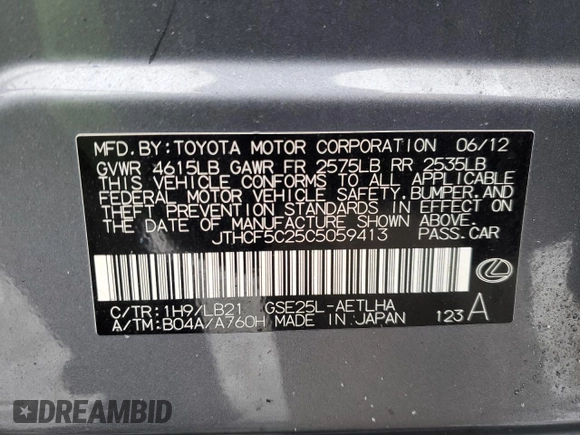 MFD. BY: TOYOTA MOTOR CORPORATION 06/12
GVWR 4615LB GAWR FR 2575LB RR 2535LB
THIS VEHICLE CONFORMS TO ALL APPLICABLE
FEDERAL MOTOR VEHICLE SAFETY, BUMPER, AND
THEFT PREVENTION STANDARDS IN EFFECT ON
THE DATE OF MANUFACTURE SHOWN ABOVE.
JTHCF5C25C5059413 PASS.CAR
C/TR: 1H9/LB21 GSE25L-AETLHA
A/TM: B04A/A760H MADE IN JAPAN 123 A
DREAMBID